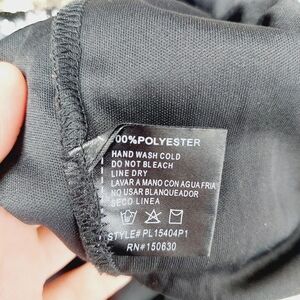 00%POLYESTER
HAND WASH COLD
DO NOT BLEACH
LINE DRY
LAVAR A MANO CON AGUA FRIA
NO USAR BLANQUEADOR
SECO LINEA
STYLE# PL15404P1
RN#150630